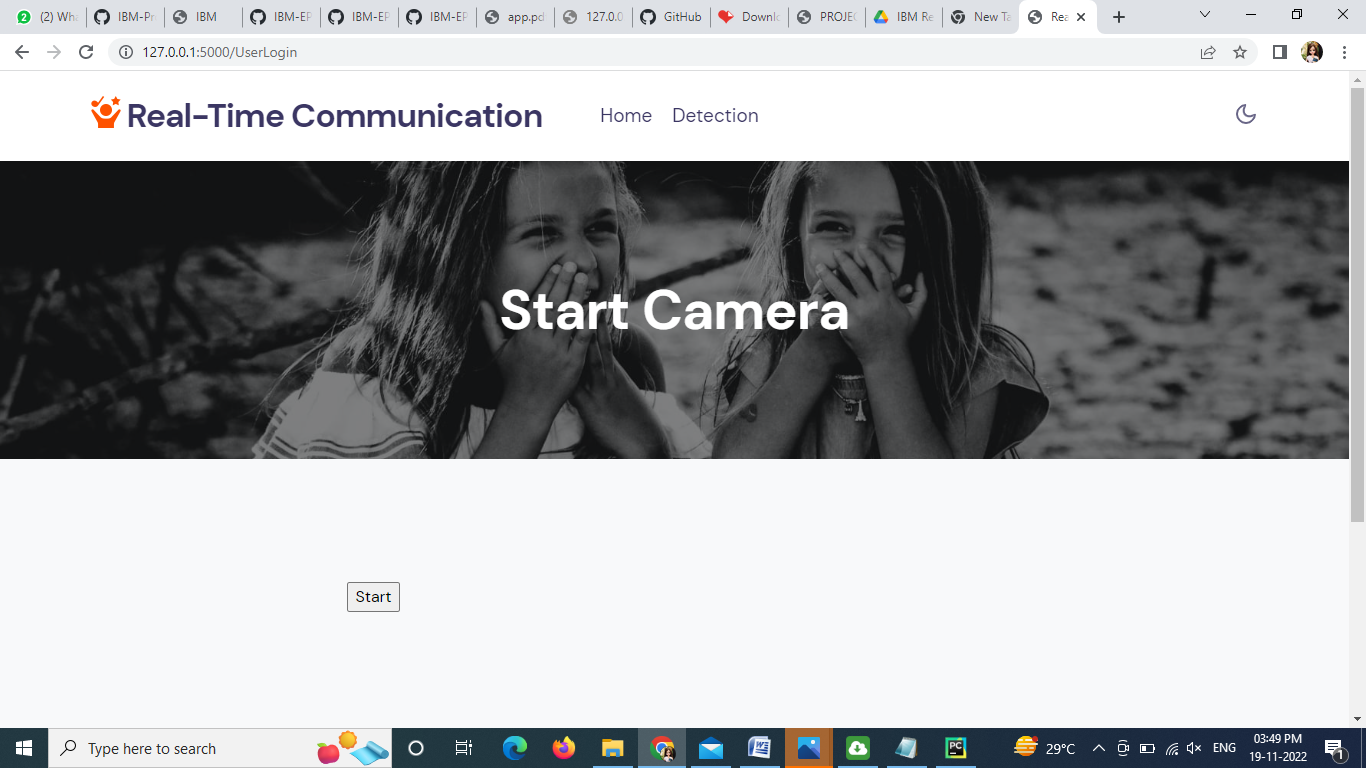 (2) Wha
IBM-Pr
IBM
IBM-EP
IBM-EP
IBM-EP
app.pd
127.0.0
GitHub
Downl
PROJEC
IBM Re
New Ta
Rea
127.0.0.1:5000/UserLogin
Real-Time Communication
Home
Detection
Start Camera
Start
Type here to search
29°C
ENG
03:49 PM
19-11-2022
1